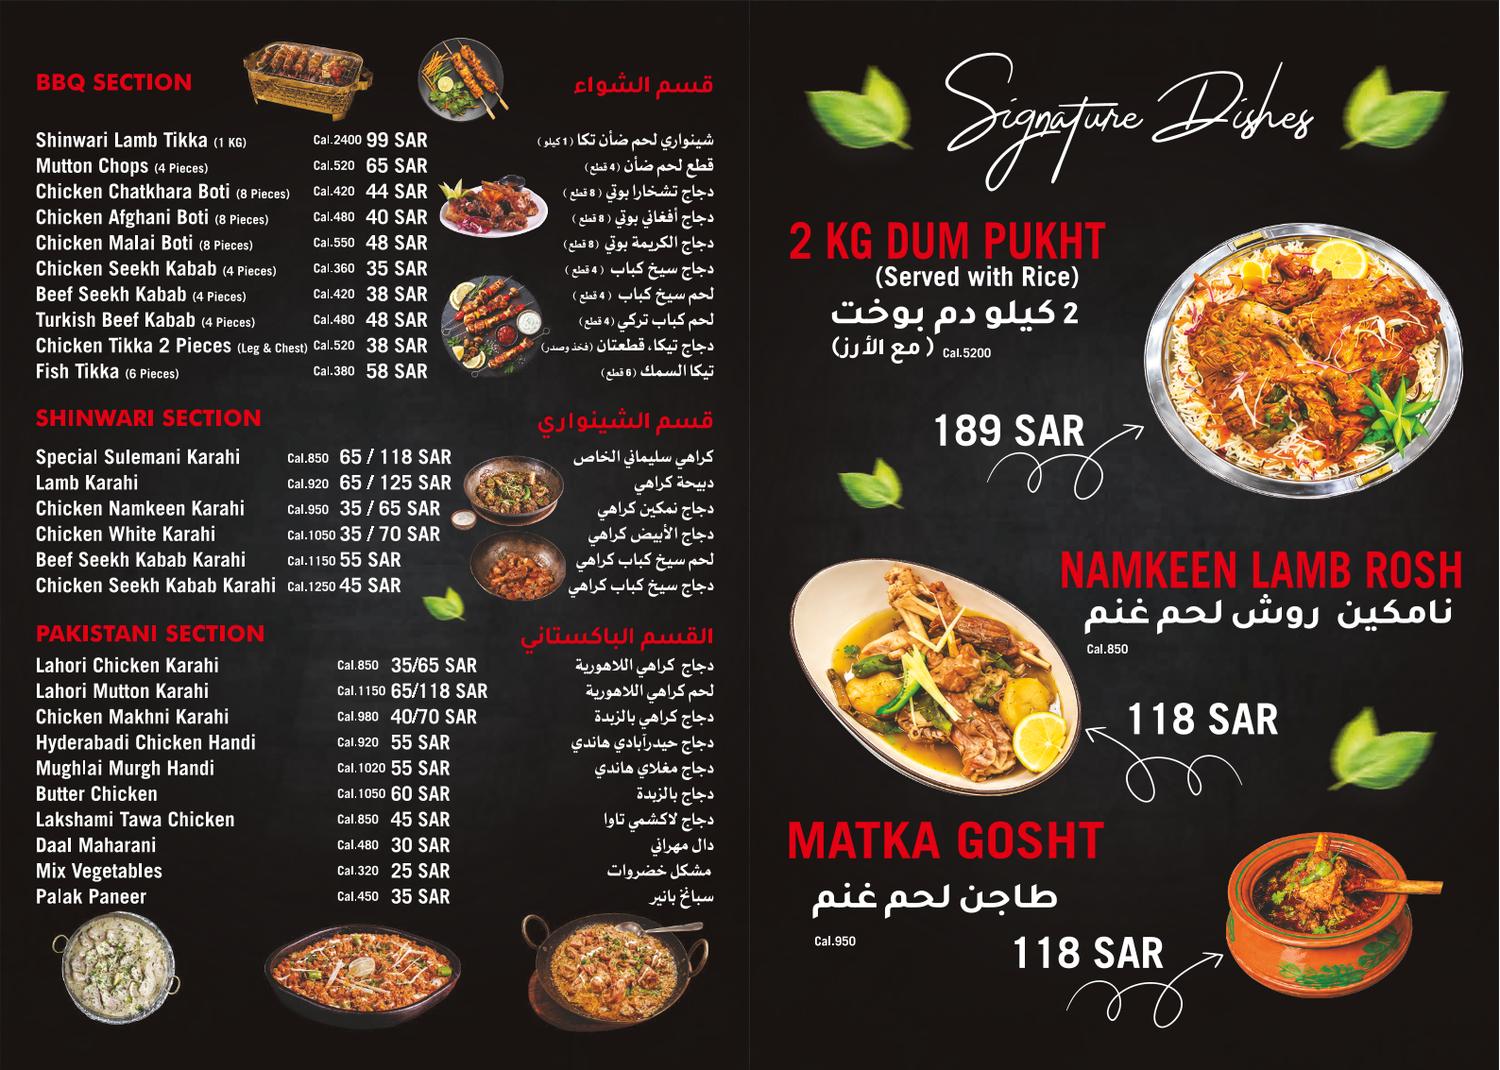 BBQ SECTION قسم الشواء
Shinwari Lamb Tikka (1 KG) Cal.2400 99 SAR شينواري لحم ضأن تكا (1 كيلو)
Mutton Chops (4 Pieces) Cal.520 65 SAR قطع لحم ضأن (4 قطع)
Chicken Chatkhara Boti (8 Pieces) Cal.420 44 SAR دجاج تشخارا بوتي (8 قطع)
Chicken Afghani Boti (8 Pieces) Cal.480 40 SAR دجاج أفغاني بوتي (8 قطع)
Chicken Malai Boti (8 Pieces) Cal.550 48 SAR دجاج الكريمة بوتي (8 قطع)
Chicken Seekh Kabab (4 Pieces) Cal.360 35 SAR دجاج سيخ كباب (4 قطع)
Beef Seekh Kabab (4 Pieces) Cal.420 38 SAR لحم سيخ كباب (4 قطع)
Turkish Beef Kabab (4 Pieces) Cal.480 48 SAR لحم كباب تركي (4 قطع)
Chicken Tikka 2 Pieces (Leg & Chest) Cal.520 38 SAR دجاج تيكا، قطعتان (فخذ وصدر)
Fish Tikka (6 Pieces) Cal.380 58 SAR تيكا السمك (6 قطع)
SHINWARI SECTION قسم الشينواري
Special Sulemani Karahi Cal.850 65 / 118 SAR كراهي سليماني الخاص
Lamb Karahi Cal.920 65 / 125 SAR دبيحة كراهي
Chicken Namkeen Karahi Cal.950 35 / 65 SAR دجاج نمكين كراهي
Chicken White Karahi Cal.1050 35 / 70 SAR دجاج الأبيض كراهي
Beef Seekh Kabab Karahi Cal.1150 55 SAR لحم سيخ كباب كراهي
Chicken Seekh Kabab Karahi Cal.1250 45 SAR دجاج سيخ كباب كراهي
PAKISTANI SECTION القسم الباكستاني
Lahori Chicken Karahi Cal.850 35/65 SAR دجاج كراهي اللاهورية
Lahori Mutton Karahi Cal.1150 65/118 SAR لحم كراهي اللاهورية
Chicken Makhni Karahi Cal.980 40/70 SAR دجاج كراهي بالزبدة
Hyderabadi Chicken Handi Cal.920 55 SAR دجاج حيدرآبادي هاندي
Mughlai Murgh Handi Cal.1020 55 SAR دجاج مغلاي هاندي
Butter Chicken Cal.1050 60 SAR دجاج بالزبدة
Lakshami Tawa Chicken Cal.850 45 SAR دجاج لاكشمي تاوا
Daal Maharani Cal.480 30 SAR دال مهراني
Mix Vegetables Cal.320 25 SAR مشكل خضروات
Palak Paneer Cal.450 35 SAR سبانخ بانير
Signature Dishes
2 KG DUM PUKHT
(Served with Rice)
2 كيلو دم بوخت
(مع الأرز) Cal.5200
189 SAR
NAMKEEN LAMB ROSH
نامكين روش لحم غنم
Cal.850
118 SAR
MATKA GOSHT
طاجن لحم غنم
Cal.950
118 SAR